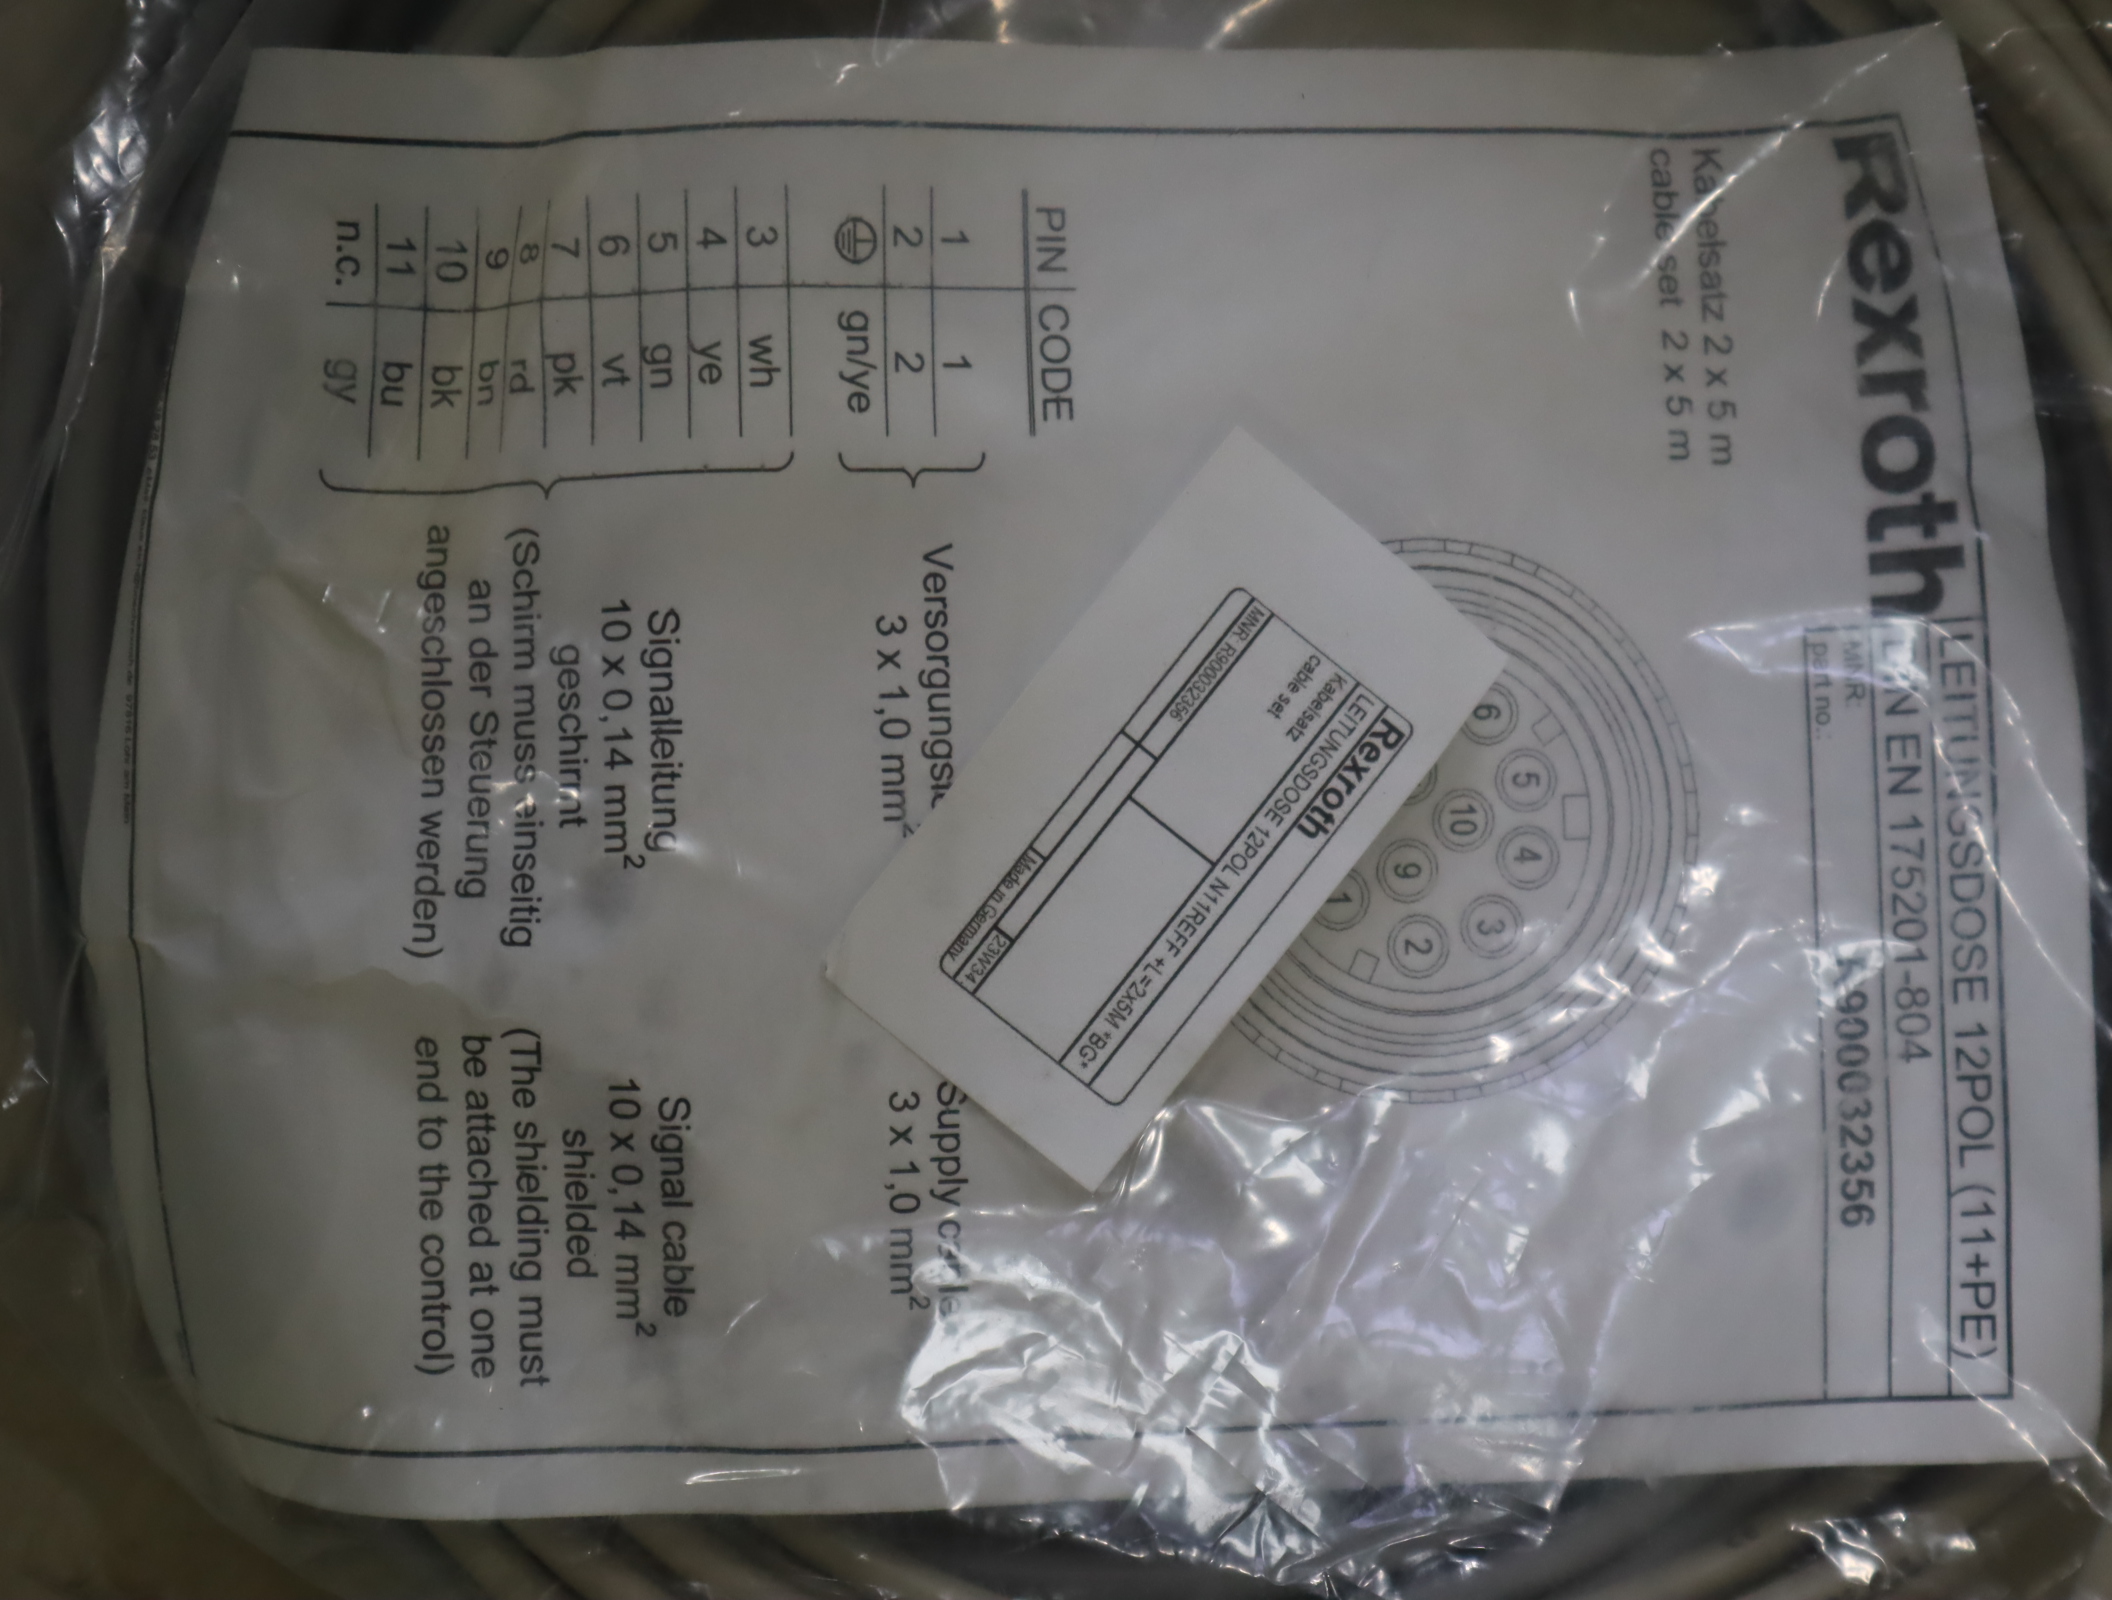 Rexroth
LEITUNGSDOSE 12POL (11+PE)
DIN EN 175201-804
MNR:
part no.:
R900032356
Kabelsatz 2 x 5 m
cable set 2 x 5 m
6
5
10
4
9
3
2
1
Rexroth
LEITUNGSDOSE 12POL N11REFF +L=2x5M *BG*
Kabelsatz
cable set
MNR: R900032356
Made in Germany
23W34
PIN CODE
1 1
2 2
gn/ye
3 x 1,0 mm²
Supply cable
3 x 1,0 mm²
3 wh
4 ye
5 gn
6 vt
7 pk
8 rd
9 bn
10 bk
11 bu
n.c. gy
Signalleitung
10 x 0,14 mm²
geschirmt
(Schirm muss einseitig
an der Steuerung
angeschlossen werden)
Signal cable
10 x 0,14 mm²
shielded
(The shielding must
be attached at one
end to the control)